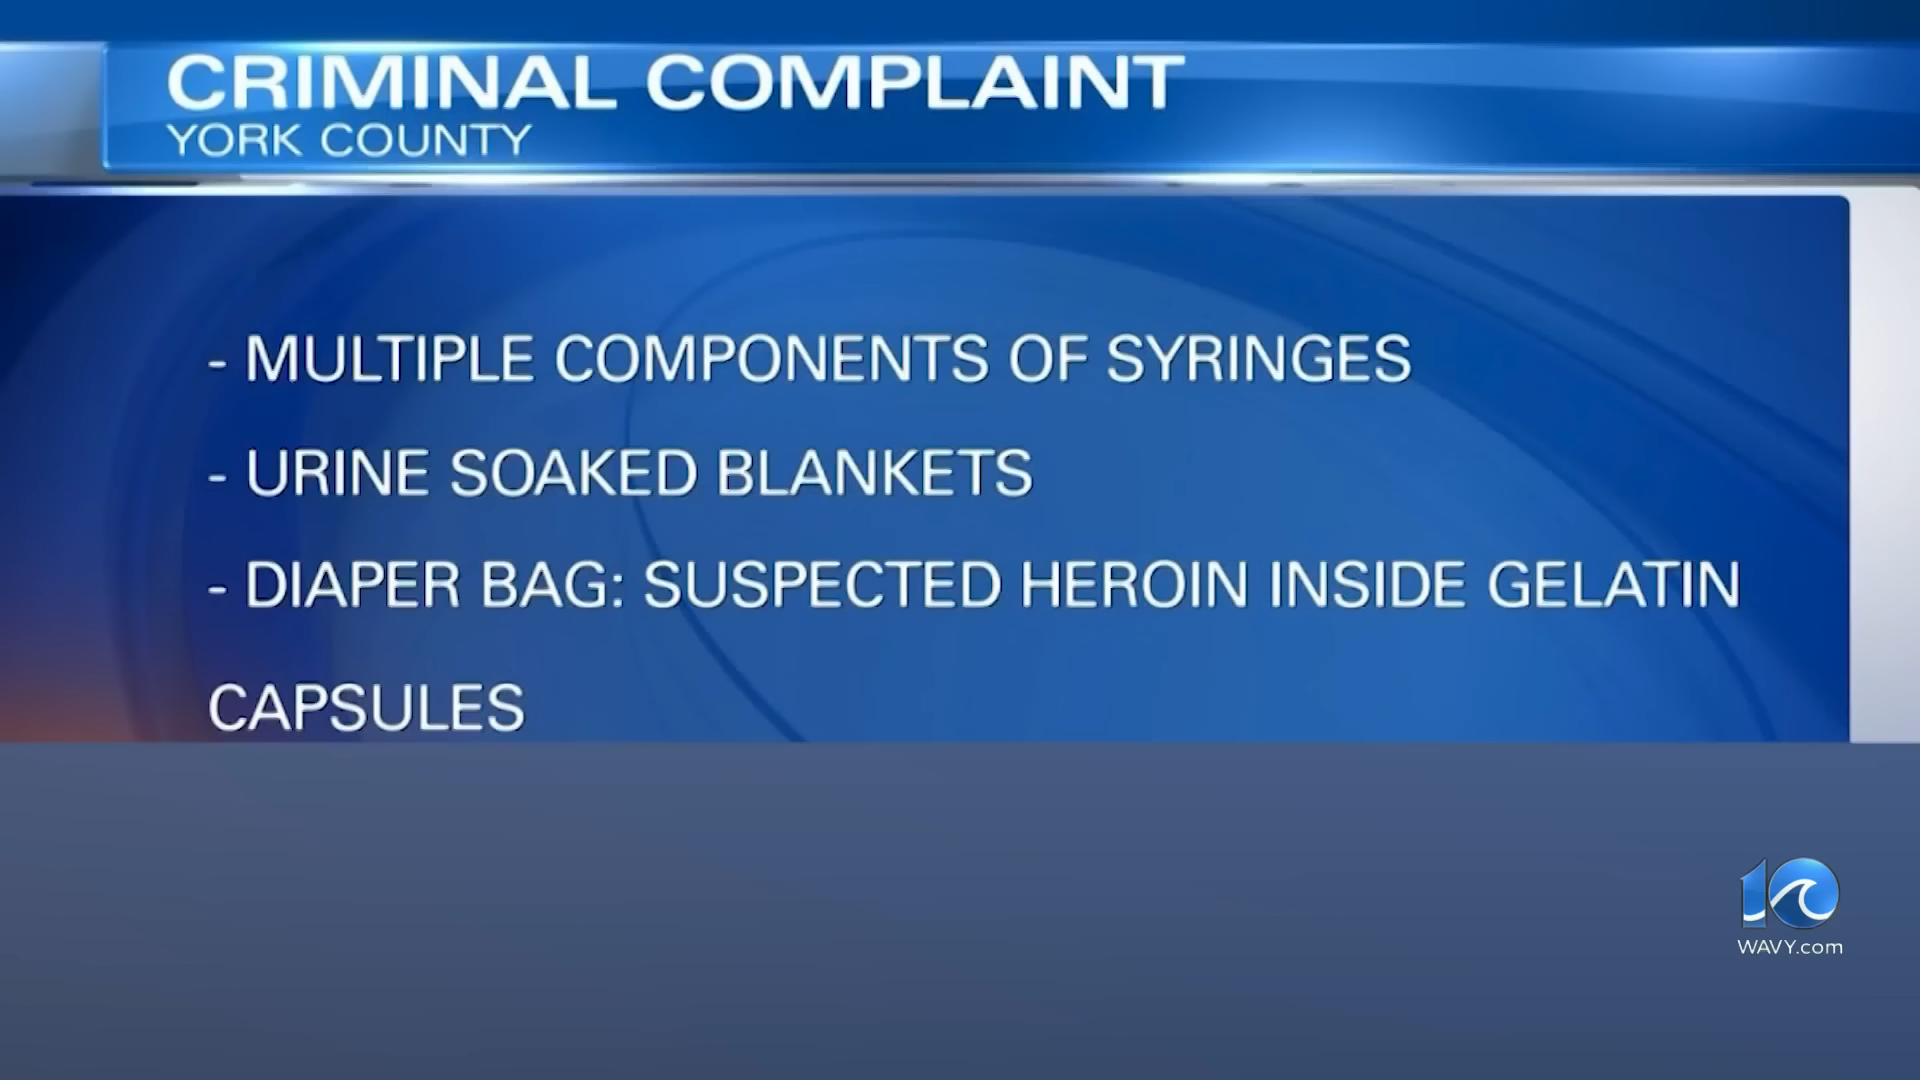 CRIMINAL COMPLAINT
YORK COUNTY
- MULTIPLE COMPONENTS OF SYRINGES
- URINE SOAKED BLANKETS
- DIAPER BAG: SUSPECTED HEROIN INSIDE GELATIN
CAPSULES
10
WAVY.com